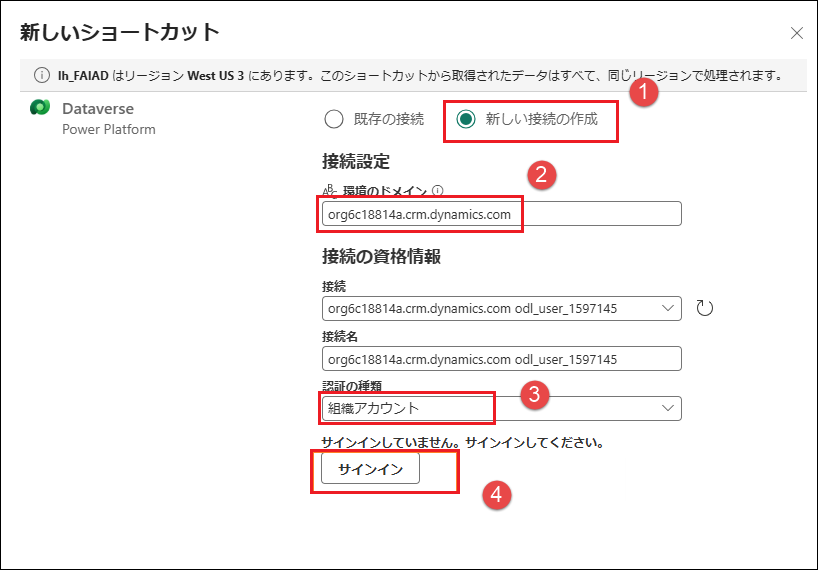 新しいショートカット
lh_FAIAD はリージョン West US 3 にあります。このショートカットから取得されたデータはすべて、同じリージョンで処理されます。
1
Dataverse
Power Platform
既存の接続
新しい接続の作成
接続設定
2
環境のドメイン
org6c18814a.crm.dynamics.com
接続の資格情報
接続
org6c18814a.crm.dynamics.com odl_user_1597145
接続名
org6c18814a.crm.dynamics.com odl_user_1597145
認証の種類
3
組織アカウント
サインインしていません。サインインしてください。
サインイン
4